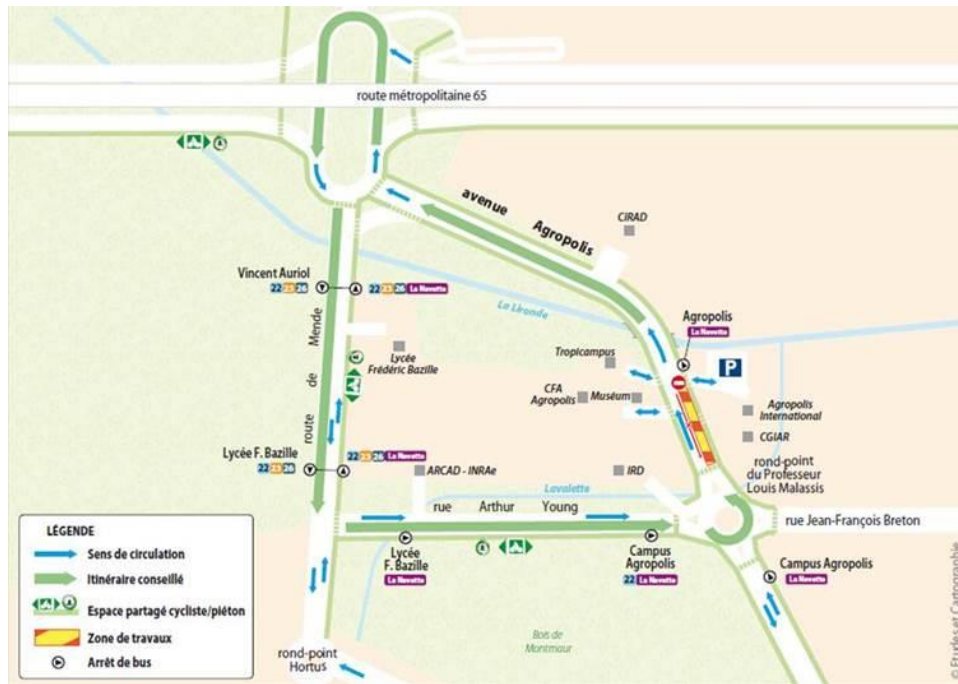 route métropolitaine 65
avenue Agropolis
CIRAD
Vincent Auriol
22 23 26
22 23 26 La Navette
La Lironde
Agropolis
La Navette
route de Mende
Lycée
Frédéric Bazille
Tropicampus
P
CFA
Agropolis
Muséum
Agropolis
International
CGIAR
Lycée F. Bazille
22 23 26
22 23 26 La Navette
ARCAD - INRAe
IRD
rond-point
du Professeur
Louis Malassis
Lavalette
rue Arthur Young
rue Jean-François Breton
LÉGENDE
Sens de circulation
Itinéraire conseillé
Espace partagé cycliste/piéton
Zone de travaux
Arrêt de bus
Lycée
F. Bazille
La Navette
Campus
Agropolis
22 La Navette
Campus Agropolis
La Navette
Bois de
Montmaur
rond-point
Hortus
© Etudes et Cartographie